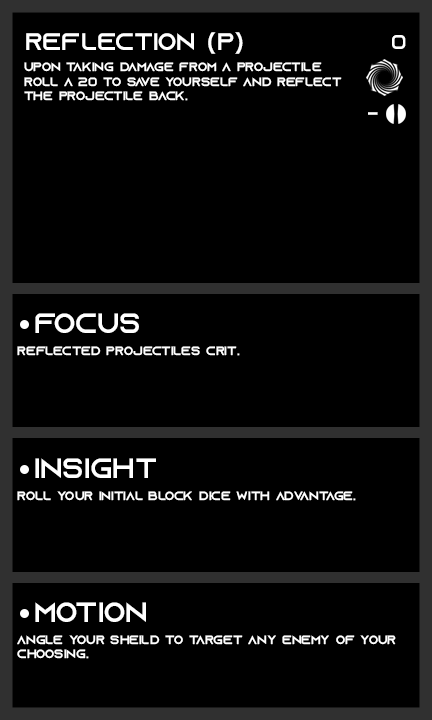 REFLECTION (P)
0
UPON TAKING DAMAGE FROM A PROJECTILE
ROLL A 20 TO SAVE YOURSELF AND REFLECT
THE PROJECTILE BACK.
-
•FOCUS
REFLECTED PROJECTILES CRIT.
•INSIGHT
ROLL YOUR INITIAL BLOCK DICE WITH ADVANTAGE.
•MOTION
ANGLE YOUR SHEILD TO TARGET ANY ENEMY OF YOUR
CHOOSING.